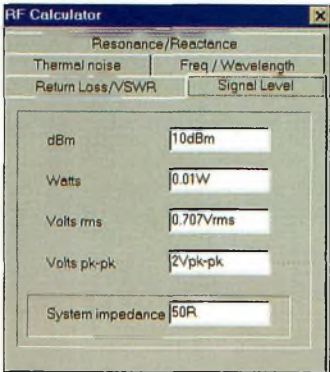 RF Calculator
Resonance/Reactance
Thermal noise Freq / Wavelength
Return Loss/VSWR Signal Level
dBm 10dBm
Watts 0.01W
Volts rms 0.707Vrms
Volts pk-pk 2Vpk-pk
System impedance 50R